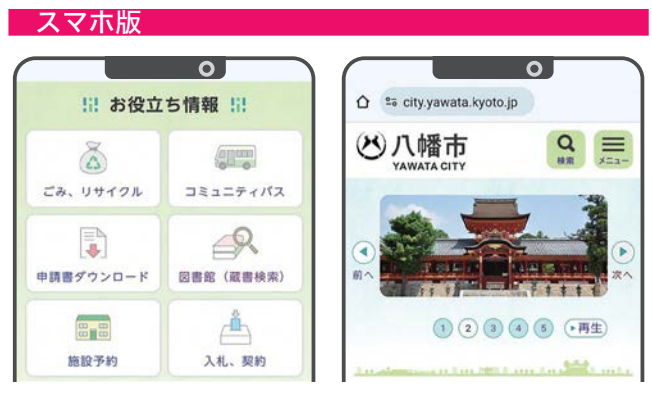 スマホ版
お役立ち情報
ごみ、リサイクル
コミュニティバス
申請書ダウンロード
図書館（蔵書検索）
施設予約
入札、契約
city.yawata.kyoto.jp
八幡市
YAWATA CITY
検索
メニュー
前へ
次へ
1 2 3 4 5 再生